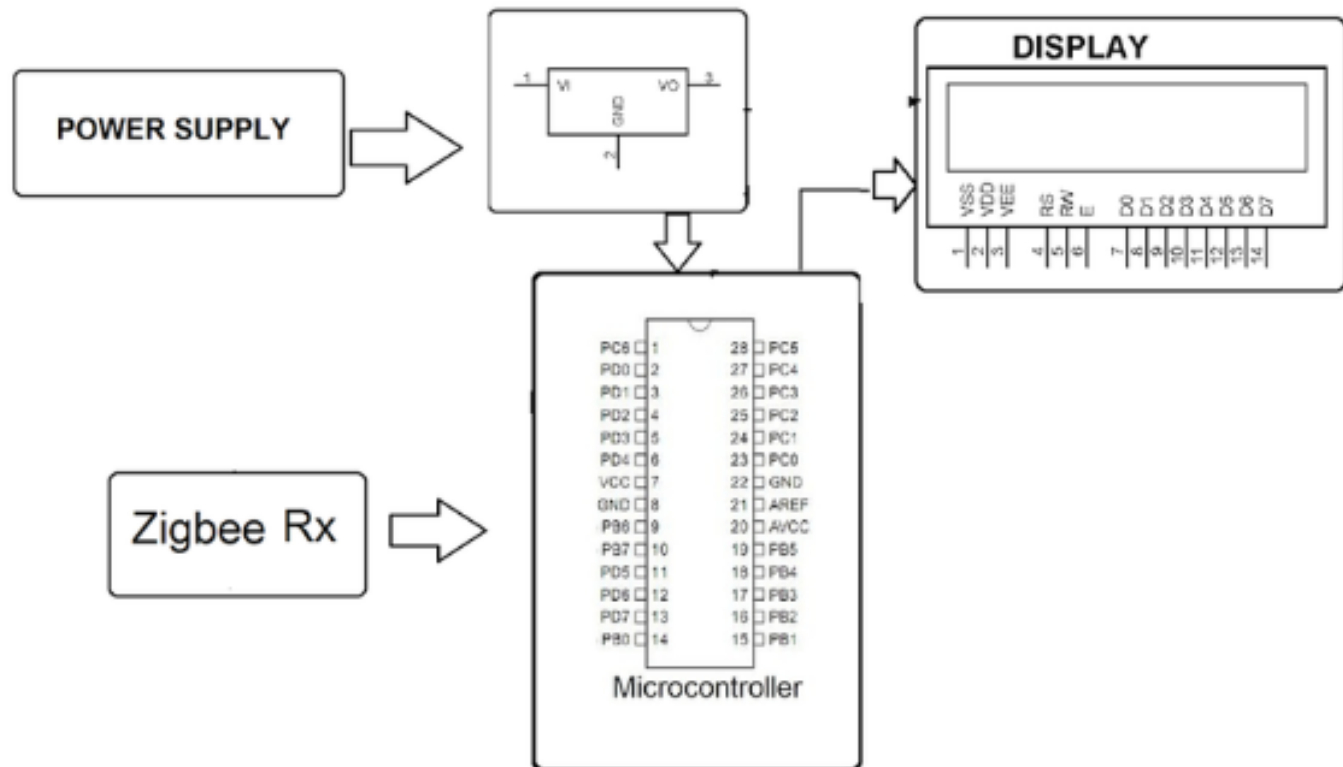 POWER SUPPLY
1 VI VO 3
GND
2
DISPLAY
VSS VDD VEE RS RW E D0 D1 D2 D3 D4 D5 D6 D7
1 2 3 4 5 6 7 8 9 10 11 12 13 14
PC6 1 28 PC5
PD0 2 27 PC4
PD1 3 26 PC3
PD2 4 25 PC2
PD3 5 24 PC1
PD4 6 23 PC0
VCC 7 22 GND
GND 8 21 AREF
PB6 9 20 AVCC
PB7 10 19 PB5
PD5 11 18 PB4
PD6 12 17 PB3
PD7 13 16 PB2
PB0 14 15 PB1
Microcontroller
Zigbee Rx